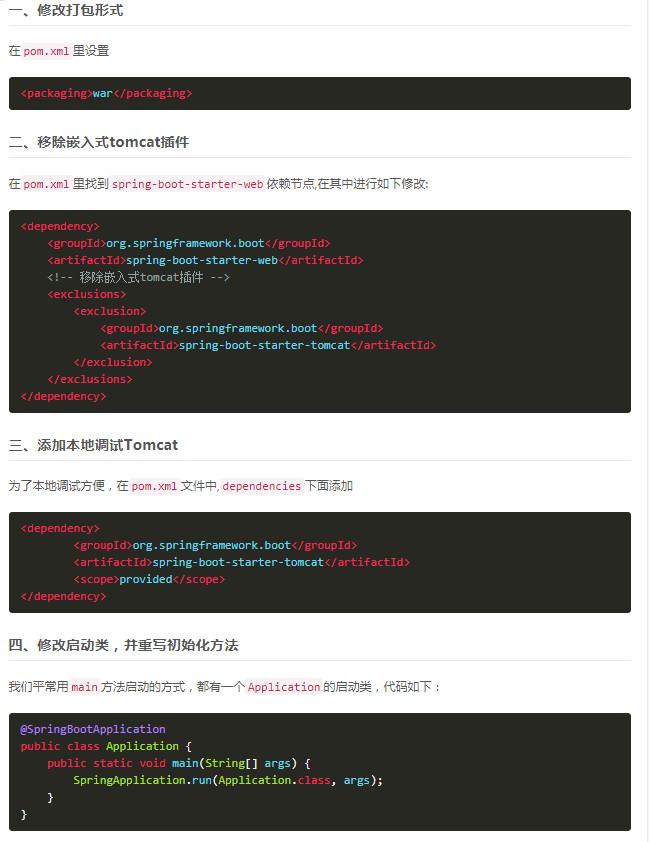 一、修改打包形式
在 pom.xml 里设置
<packaging>war</packaging>
二、移除嵌入式tomcat插件
在 pom.xml 里找到 spring-boot-starter-web 依赖节点,在其中进行如下修改:
<dependency>
    <groupId>org.springframework.boot</groupId>
    <artifactId>spring-boot-starter-web</artifactId>
    <!-- 移除嵌入式tomcat插件 -->
    <exclusions>
        <exclusion>
            <groupId>org.springframework.boot</groupId>
            <artifactId>spring-boot-starter-tomcat</artifactId>
        </exclusion>
    </exclusions>
</dependency>
三、添加本地调试Tomcat
为了本地调试方便，在 pom.xml 文件中, dependencies 下面添加
<dependency>
        <groupId>org.springframework.boot</groupId>
        <artifactId>spring-boot-starter-tomcat</artifactId>
        <scope>provided</scope>
</dependency>
四、修改启动类，并重写初始化方法
我们平常用 main 方法启动的方式，都有一个 Application 的启动类，代码如下：
@SpringBootApplication
public class Application {
    public static void main(String[] args) {
        SpringApplication.run(Application.class, args);
    }
}